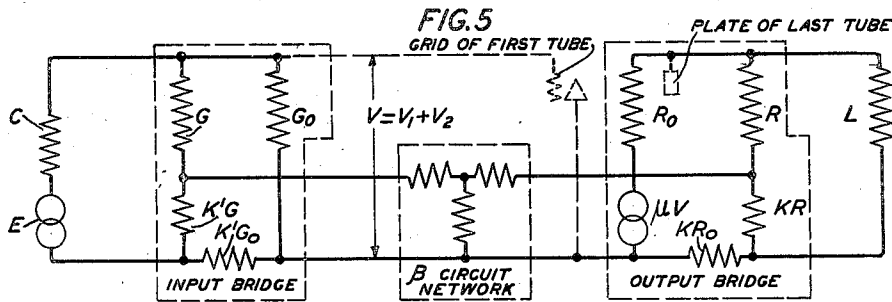 FIG.5
GRID OF FIRST TUBE
PLATE OF LAST TUBE
C
G
G₀
V=V₁+V₂
R₀
R
L
E
K'G
K'G₀
μV
KR
KR₀
INPUT BRIDGE
β CIRCUIT
NETWORK
OUTPUT BRIDGE